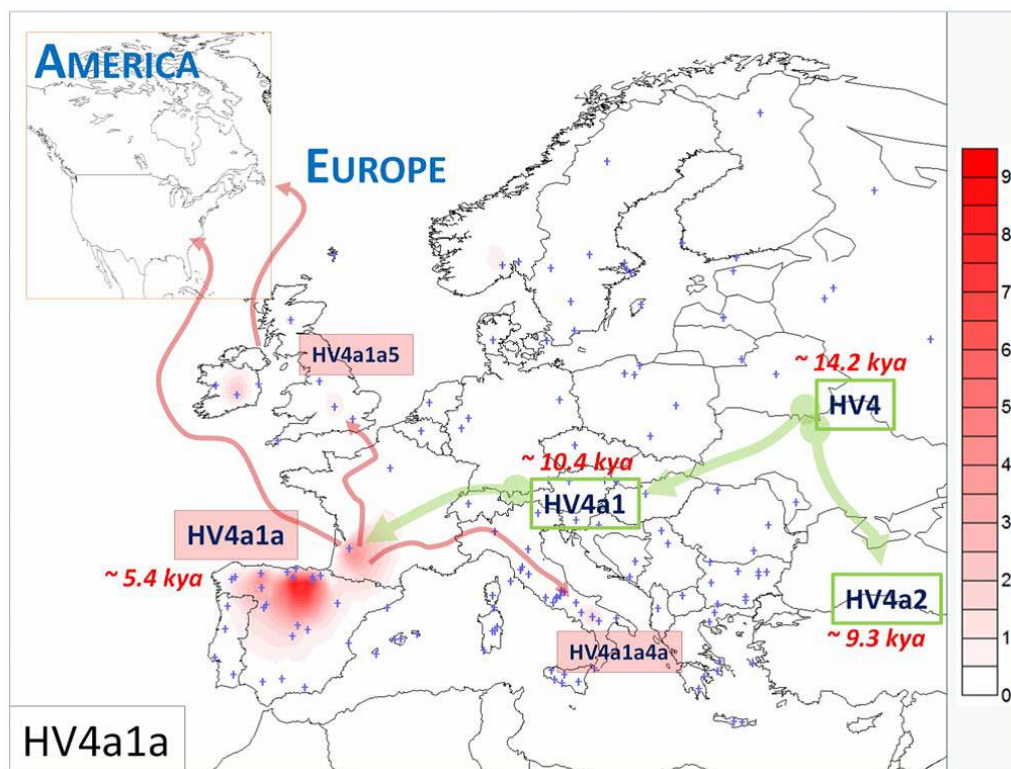 AMERICA
EUROPE
HV4a1a5
~ 14.2 kya
HV4
~ 10.4 kya
HV4a1
HV4a1a
~ 5.4 kya
HV4a2
~ 9.3 kya
HV4a1a4a
HV4a1a
9
8
7
6
5
4
3
2
1
0